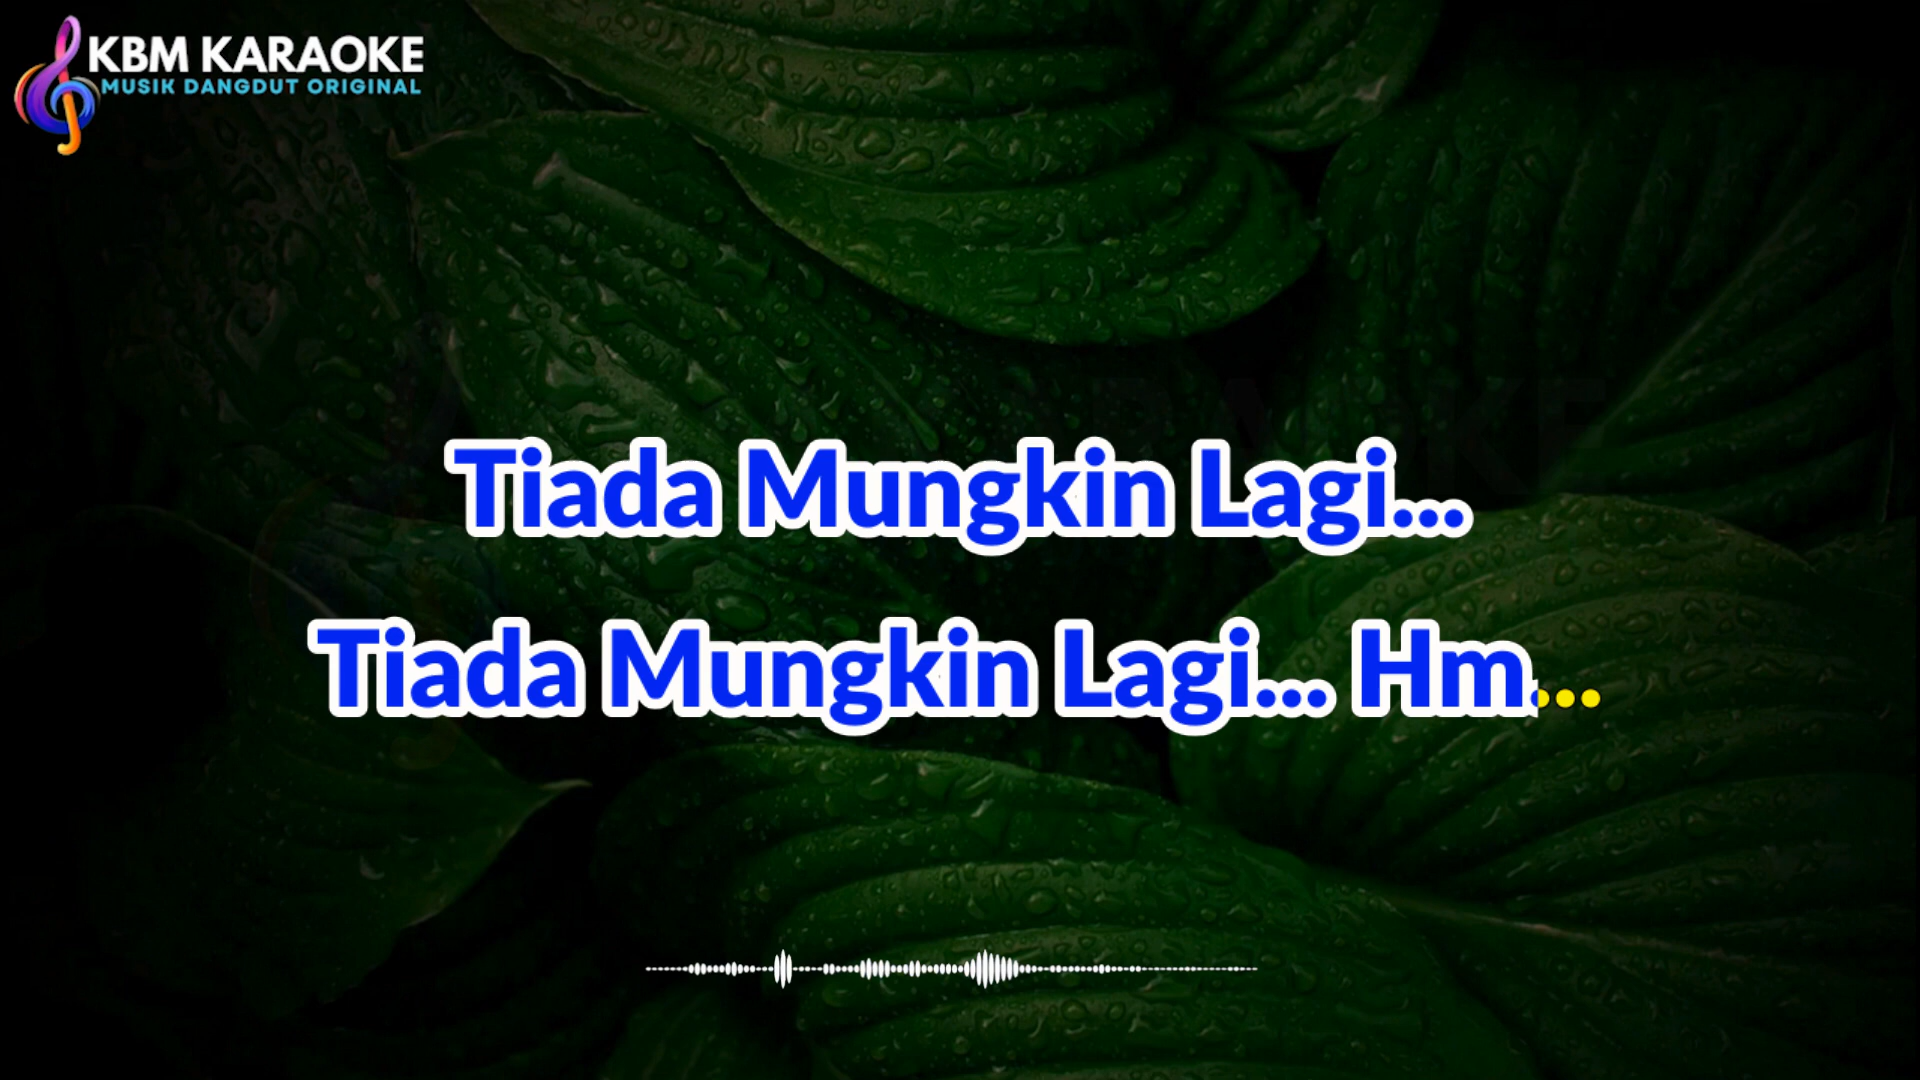 KBM KARAOKE
MUSIK DANGDUT ORIGINAL
Tiada Mungkin Lagi...
Tiada Mungkin Lagi... Hm...